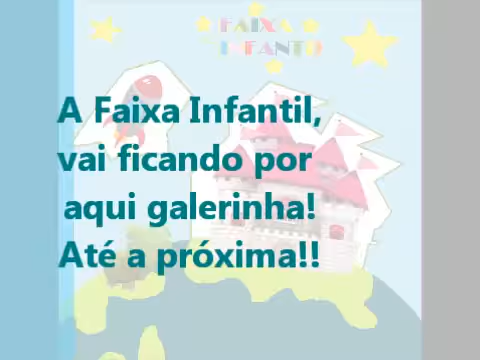 FAIXA
INFANTIL
A Faixa Infantil,
vai ficando por
aqui galerinha!
Até a próxima!!